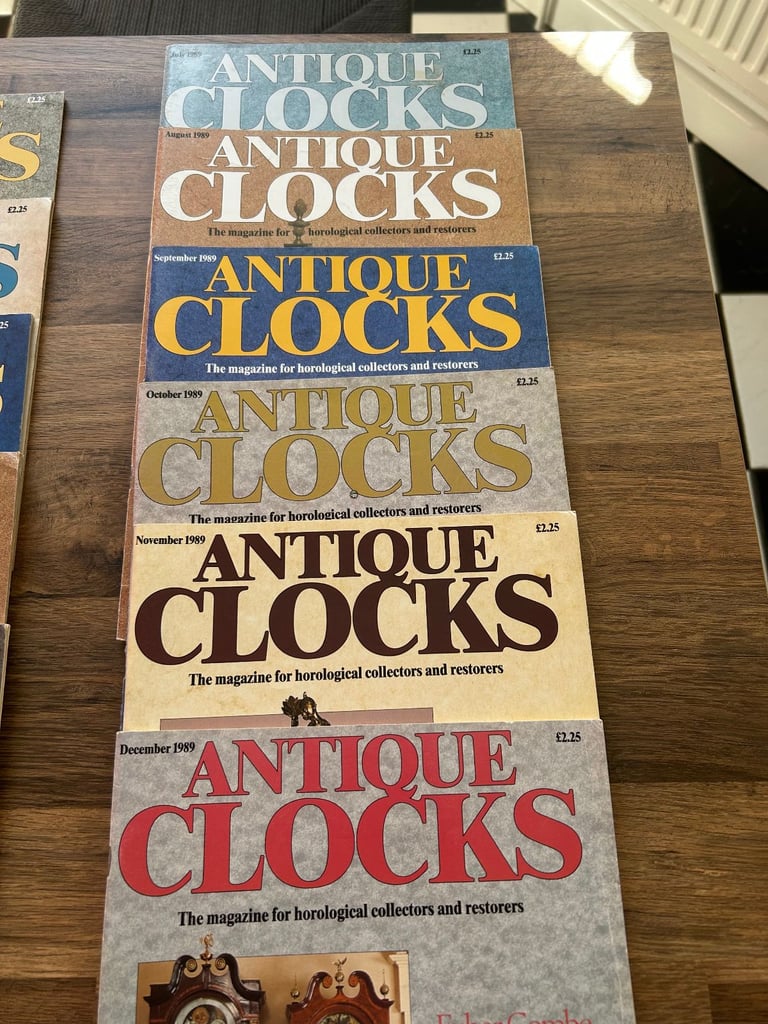 £2.25
S
£2.25
S
25
July 1989
£2.25
ANTIQUE
CLOCKS
August 1989
£2.25
ANTIQUE
CLOCKS
The magazine for horological collectors and restorers
September 1989
£2.25
ANTIQUE
CLOCKS
The magazine for horological collectors and restorers
October 1989
£2.25
ANTIQUE
CLOCKS
©
The magazine for horological collectors and restorers
November 1989
£2.25
ANTIQUE
CLOCKS
The magazine for horological collectors and restorers
December 1989
£2.25
ANTIQUE
CLOCKS
The magazine for horological collectors and restorers